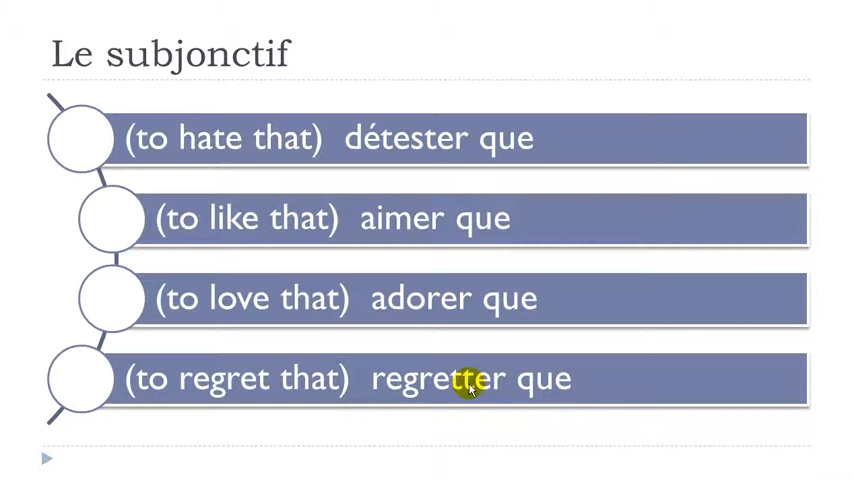 Le subjonctif
(to hate that) détester que
(to like that) aimer que
(to love that) adorer que
(to regret that) regretter que